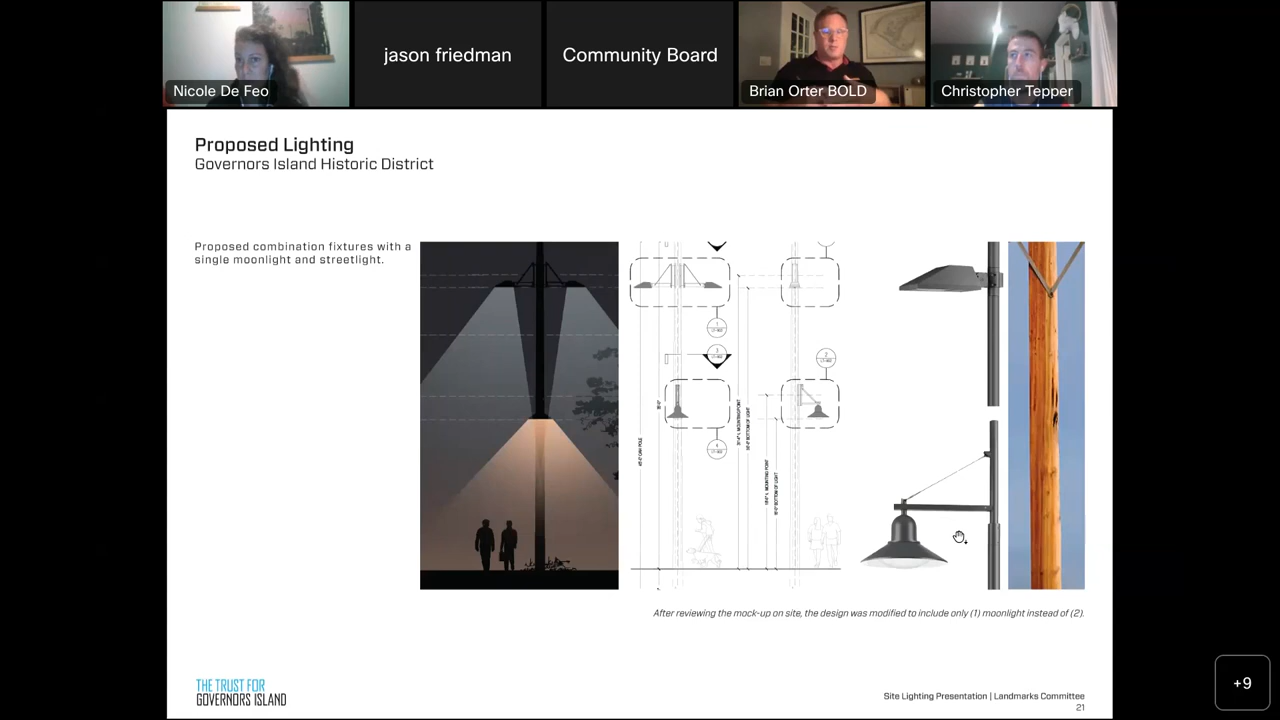 Nicole De Feo
jason friedman
Community Board
Brian Orter BOLD
Christopher Tepper
Proposed Lighting
Governors Island Historic District
Proposed combination fixtures with a
single moonlight and streetlight.
After reviewing the mock-up on site, the design was modified to include only (1) moonlight instead of (2).
THE TRUST FOR
GOVERNORS ISLAND
Site Lighting Presentation | Landmarks Committee
21
+9